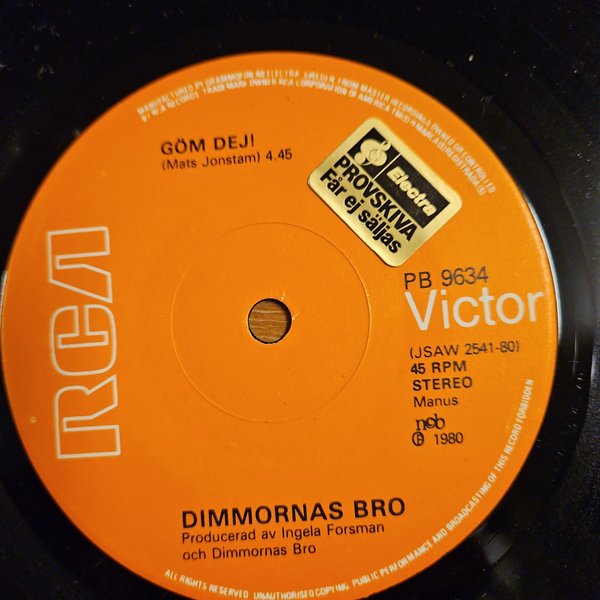 MANUFACTURED BY GRAMMOFON AB ELECTRA, SWEDEN FROM MASTER RECORDINGS OWNED OR CONTROLLED
BY RCA RECORDS. TRADE MARK OWNER RCA CORPORATION OF AMERICA
GÖM DEJ!
(Mats Jonstam) 4.45
Electra
PROVSKIVA
Får ej säljas
RCA
PB 9634
Victor
(JSAW 2541-80)
45 RPM
STEREO
Manus
ncb
Ⓟ 1980
DIMMORNAS BRO
Producerad av Ingela Forsman
och Dimmornas Bro
ALL RIGHTS RESERVED UNAUTHORISED COPYING PUBLIC PERFORMANCE AND BROADCASTING OF THIS RECORD FORBIDDEN